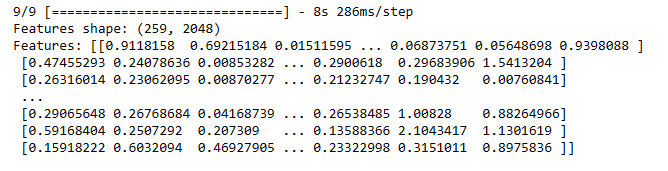 9/9 [==============================] - 8s 286ms/step
Features shape: (259, 2048)
Features: [[0.9118158  0.69215184 0.01511595 ... 0.06873751 0.05648698 0.9398088 ]
 [0.47455293 0.24078636 0.00853282 ... 0.2900618  0.29683906 1.5413204 ]
 [0.26316014 0.23062095 0.00870277 ... 0.21232747 0.190432   0.00760841]
 ...
 [0.29065648 0.26768684 0.04168739 ... 0.26538485 1.00828    0.88264966]
 [0.59168404 0.2507292  0.207309   ... 0.13588366 2.1043417  1.1301619 ]
 [0.15918222 0.6032094  0.46927905 ... 0.23322998 0.3151011  0.8975836 ]]